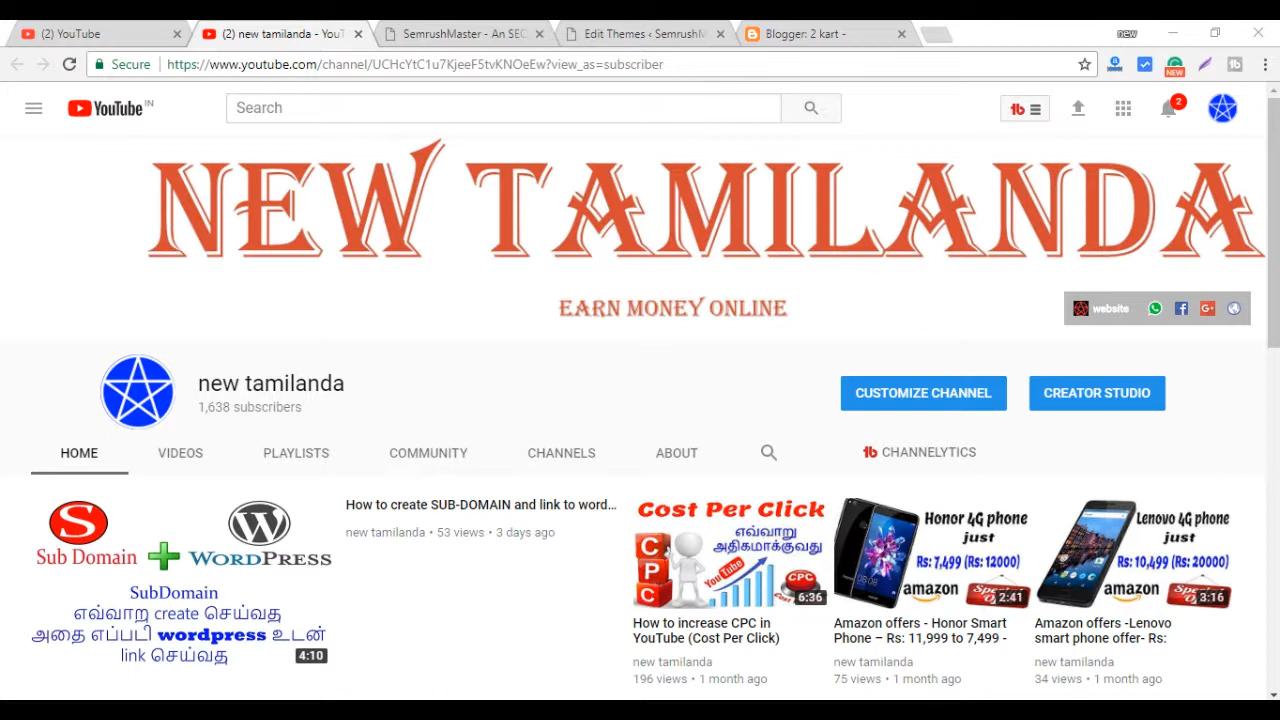 (2) YouTube
(2) new tamilanda - YouT
SemrushMaster - An SEC
Edit Themes ‹ SemrushM
Blogger: 2 kart -
new
Secure
https://www.youtube.com/channel/UCHcYtC1u7KjeeF5tvKNOeEw?view_as=subscriber
NEW
YouTube IN
Search
2
NEW TAMILANDA
EARN MONEY ONLINE
website
new tamilanda
1,638 subscribers
CUSTOMIZE CHANNEL
CREATOR STUDIO
HOME
VIDEOS
PLAYLISTS
COMMUNITY
CHANNELS
ABOUT
CHANNELYTICS
Sub Domain
WORDPRESS
SubDomain
எவ்வாறு create செய்வது
அதை எப்படி wordpress உடன்
link செய்வது
4:10
How to create SUB-DOMAIN and link to word...
new tamilanda • 53 views • 3 days ago
Cost Per Click
எவ்வாறு
அதிகமாக்குவது
C
P
C
YouTube
CPC
6:36
How to increase CPC in
YouTube (Cost Per Click)
new tamilanda
196 views • 1 month ago
Honor 4G phone
just
Rs: 7,499 (Rs: 12000)
amazon
08:08
2:41
Amazon offers - Honor Smart
Phone – Rs: 11,999 to 7,499 -
new tamilanda
75 views • 1 month ago
Lenovo 4G phone
just
Rs: 10,499 (Rs: 20000)
amazon
3:16
Amazon offers -Lenovo
smart phone offer- Rs:
new tamilanda
34 views • 1 month ago